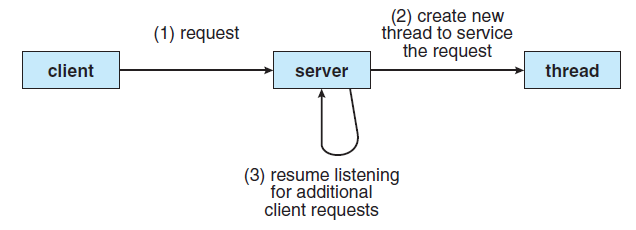 (1) request
(2) create new
thread to service
the request
client
server
thread
(3) resume listening
for additional
client requests